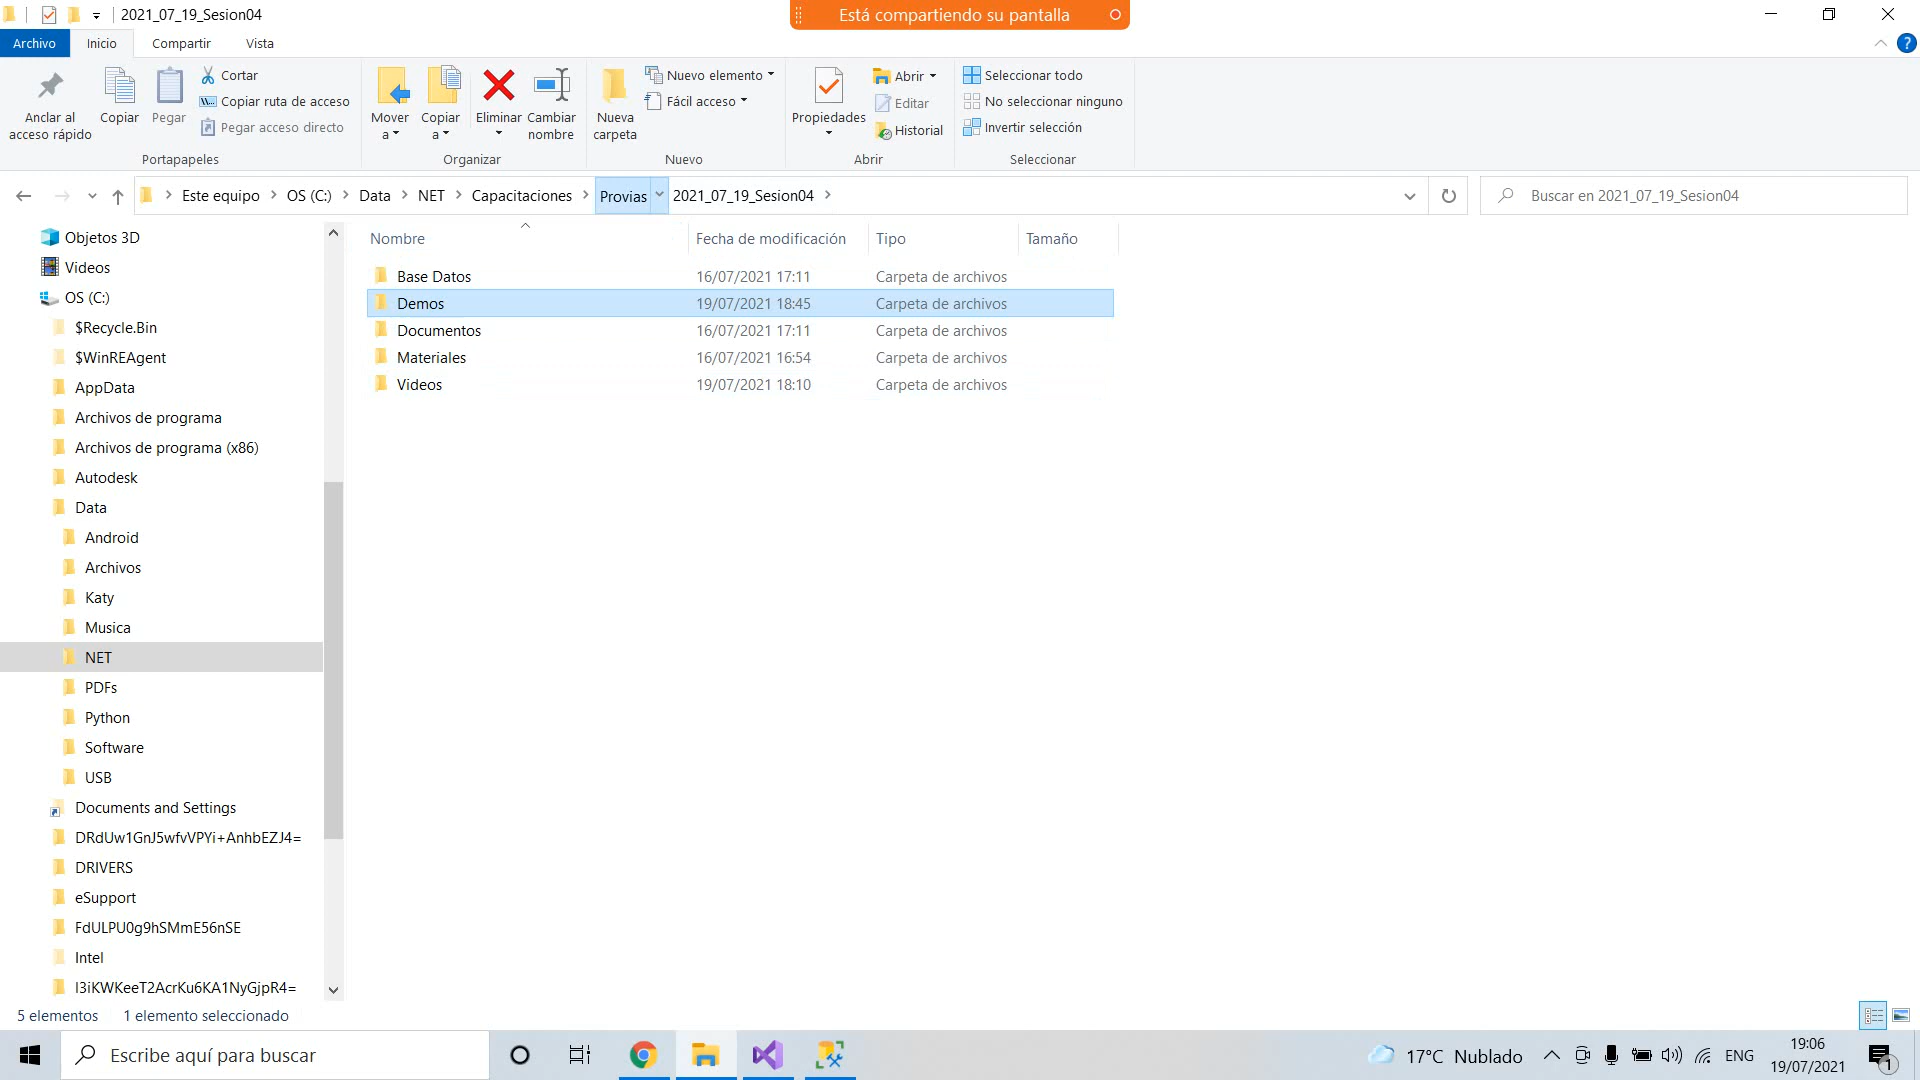 2021_07_19_Sesion04
Está compartiendo su pantalla
Archivo Inicio Compartir Vista
Anclar al acceso rápido
Copiar
Pegar
Cortar
Copiar ruta de acceso
Pegar acceso directo
Portapapeles
Mover a
Copiar a
Eliminar
Cambiar nombre
Organizar
Nueva carpeta
Nuevo elemento
Fácil acceso
Nuevo
Propiedades
Abrir
Editar
Historial
Abrir
Seleccionar todo
No seleccionar ninguno
Invertir selección
Seleccionar
Este equipo > OS (C:) > Data > NET > Capacitaciones > Provias 2021_07_19_Sesion04 >
Buscar en 2021_07_19_Sesion04
Objetos 3D
Videos
OS (C:)
$Recycle.Bin
$WinREAgent
AppData
Archivos de programa
Archivos de programa (x86)
Autodesk
Data
Android
Archivos
Katy
Musica
NET
PDFs
Python
Software
USB
Documents and Settings
DRdUw1GnJ5wfvVPYi+AnhbEZJ4=
DRIVERS
eSupport
FdULPU0g9hSMmE56nSE
Intel
I3iKWKeeT2AcrKu6KA1NyGjpR4=
Nombre Fecha de modificación Tipo Tamaño
Base Datos 16/07/2021 17:11 Carpeta de archivos
Demos 19/07/2021 18:45 Carpeta de archivos
Documentos 16/07/2021 17:11 Carpeta de archivos
Materiales 16/07/2021 16:54 Carpeta de archivos
Videos 19/07/2021 18:10 Carpeta de archivos
5 elementos 1 elemento seleccionado
Escribe aquí para buscar
17°C Nublado
ENG
19:06
19/07/2021
1